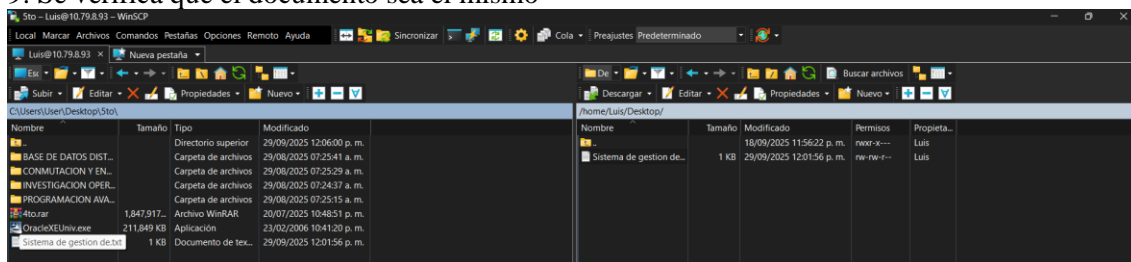 9. Se verifica que el documento sea el mismo
5to – Luis@10.79.8.93 – WinSCP
Local Marcar Archivos Comandos Pestañas Opciones Remoto Ayuda Sincronizar Cola Preajustes Predeterminado
Luis@10.79.8.93 × Nueva pestaña
Esc De Buscar archivos
Subir Editar Propiedades Nuevo Descargar Editar Propiedades Nuevo
C:\Users\User\Desktop\5to\ /home/Luis/Desktop/
Nombre Tamaño Tipo Modificado Nombre Tamaño Modificado Permisos Propieta...
.. Directorio superior 29/09/2025 12:06:00 p. m. .. 18/09/2025 11:56:22 p. m. rwxr-x--- Luis
BASE DE DATOS DIST... Carpeta de archivos 29/08/2025 07:25:41 a. m. Sistema de gestion de... 1 KB 29/09/2025 12:01:56 p. m. rw-rw-r-- Luis
CONMUTACION Y EN... Carpeta de archivos 29/08/2025 07:25:29 a. m.
INVESTIGACION OPER... Carpeta de archivos 29/08/2025 07:24:37 a. m.
PROGRAMACION AVA... Carpeta de archivos 29/08/2025 07:25:15 a. m.
4to.rar 1,847,917... Archivo WinRAR 20/07/2025 10:48:51 p. m.
OracleXEUniv.exe 211,849 KB Aplicación 23/02/2006 10:41:20 p. m.
Sistema de gestion de.txt 1 KB Documento de tex... 29/09/2025 12:01:56 p. m.